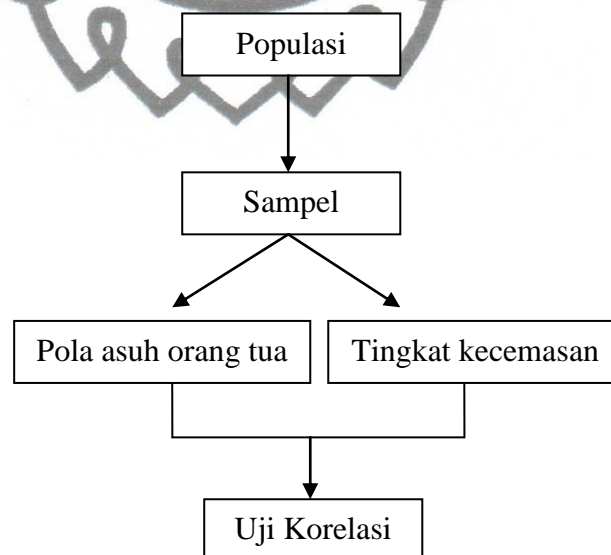 Populasi
Sampel
Pola asuh orang tua
Tingkat kecemasan
Uji Korelasi